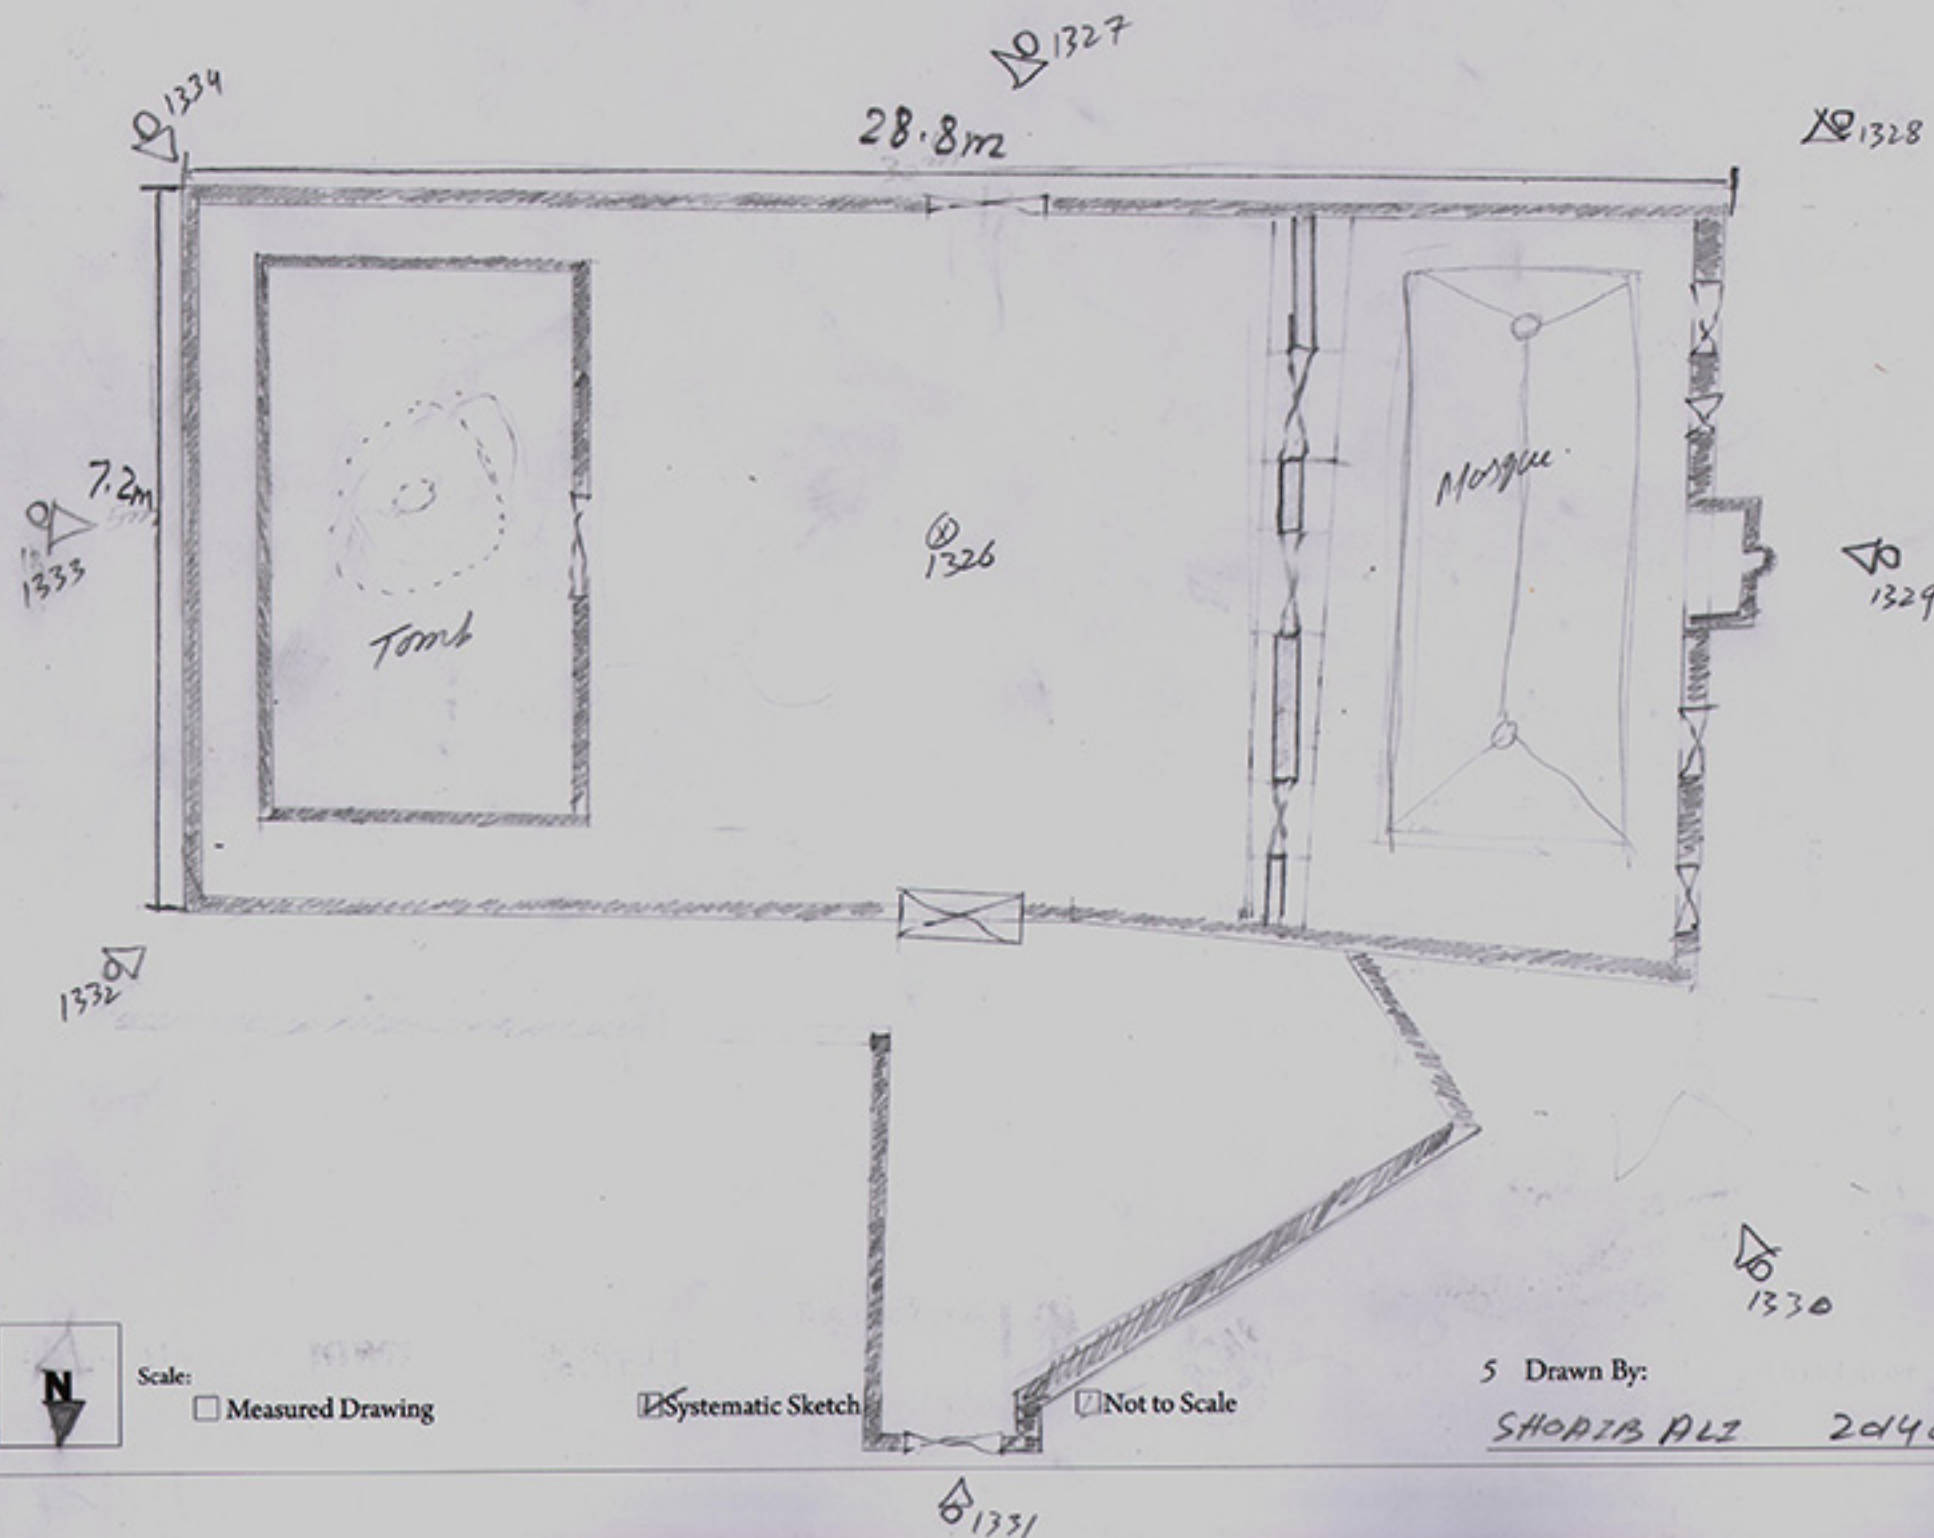 1327
1334
28.8m
1328
7.2m
Mosque
1326
1333
1329
Tomb
1332
1330
N
Scale:
Measured Drawing
Systematic Sketch
Not to Scale
5 Drawn By:
SHOAIB ALI
1331